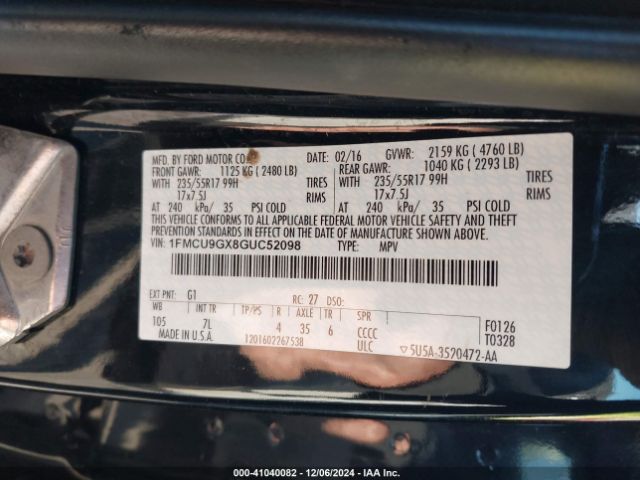 MFD. BY FORD MOTOR CO. DATE: 02/16 GVWR: 2159 KG ( 4760 LB)
FRONT GAWR: 1125 KG ( 2480 LB) REAR GAWR: 1040 KG ( 2293 LB)
WITH 235/55R17 99H TIRES WITH 235/55R17 99H TIRES
17x7.5J RIMS 17x7.5J RIMS
AT 240 kPa/ 35 PSI COLD AT 240 kPa/ 35 PSI COLD
THIS VEHICLE CONFORMS TO ALL APPLICABLE FEDERAL MOTOR VEHICLE SAFETY AND THEFT
PREVENTION STANDARDS IN EFFECT ON THE DATE OF MANUFACTURE SHOWN ABOVE.
VIN: 1FMCU9GX8GUC52098 TYPE: MPV
EXT PNT: G1 RC: 27 DSO:
WB INT TR TP/PS R AXLE TR SPR
105 7L 4 35 6 CCCC F0126
MADE IN U.S.A. 1201602267538 ULC 5U5A-3520472-AA T0328
000-41040082 - 12/06/2024 - IAA Inc.